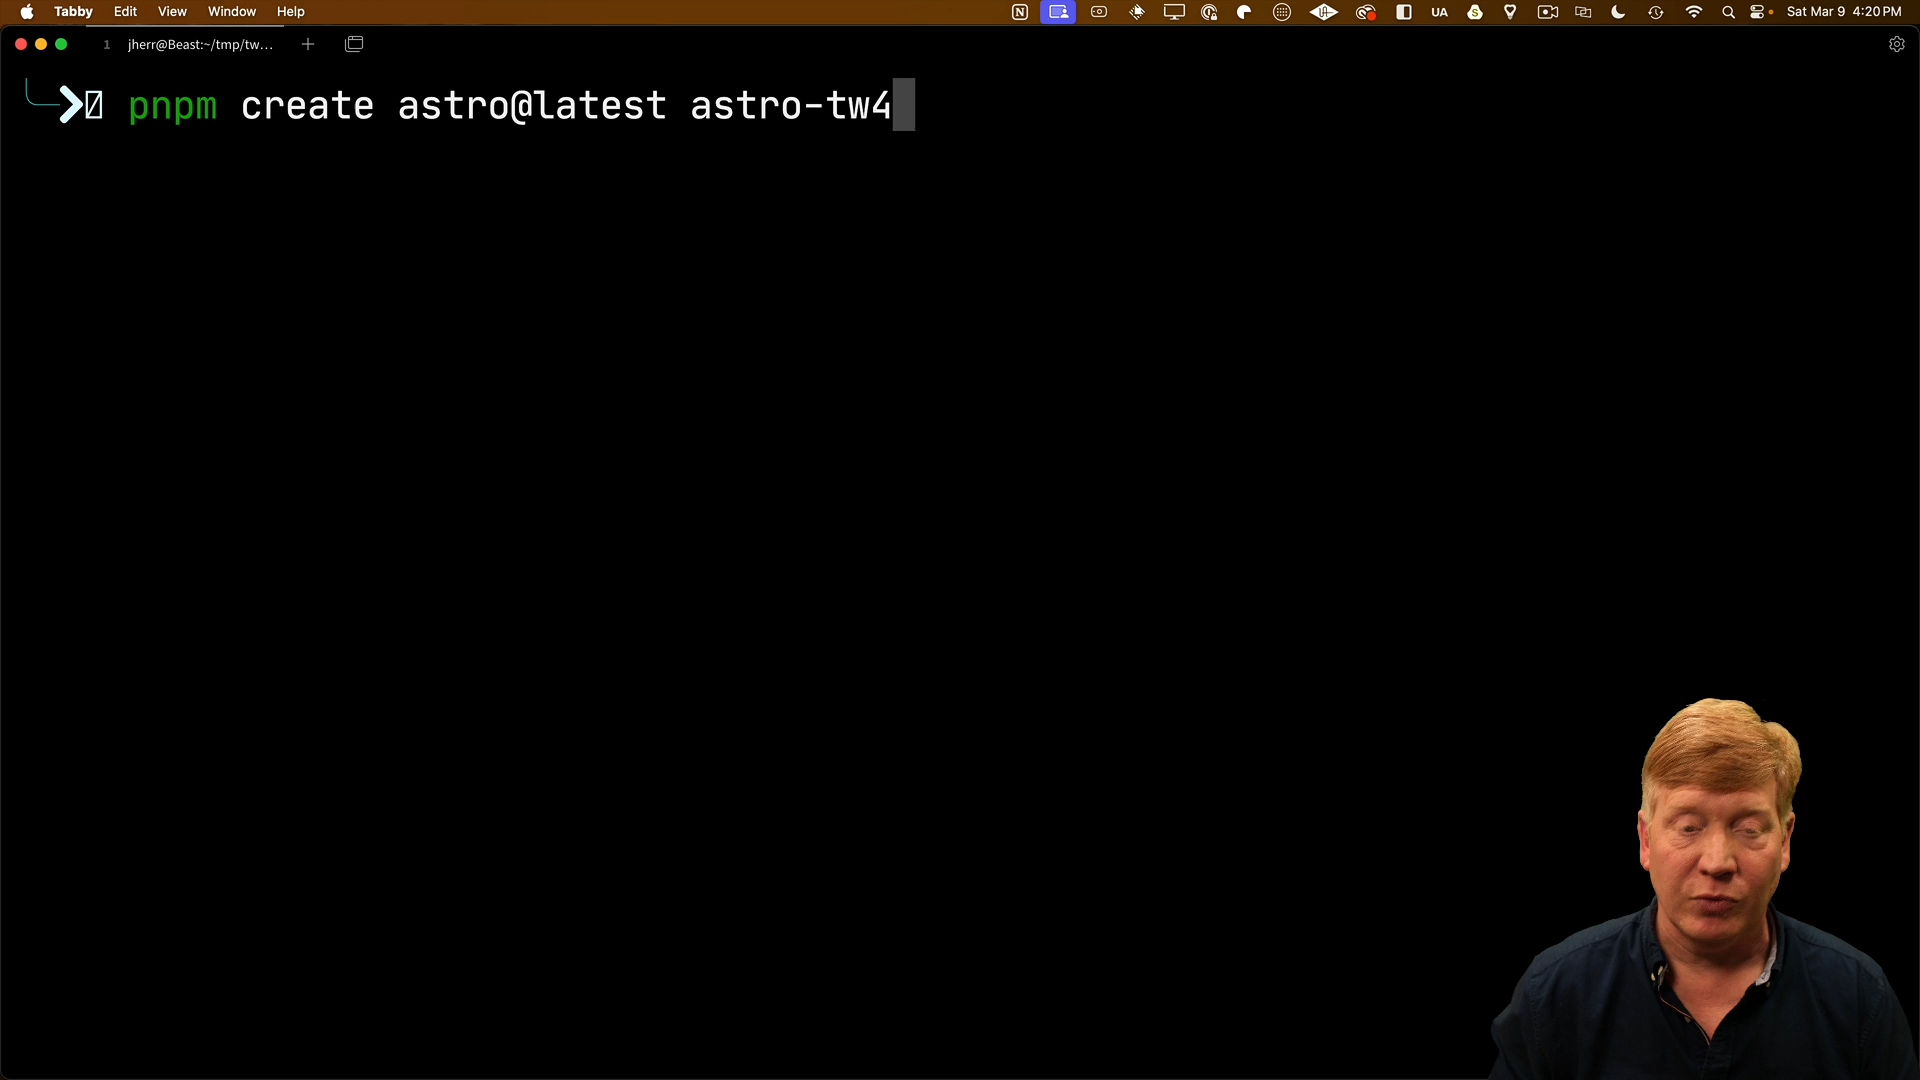 Tabby Edit View Window Help UA Sat Mar 9 4:20 PM
1 jherr@Beast:~/tmp/tw...
pnpm create astro@latest astro-tw4